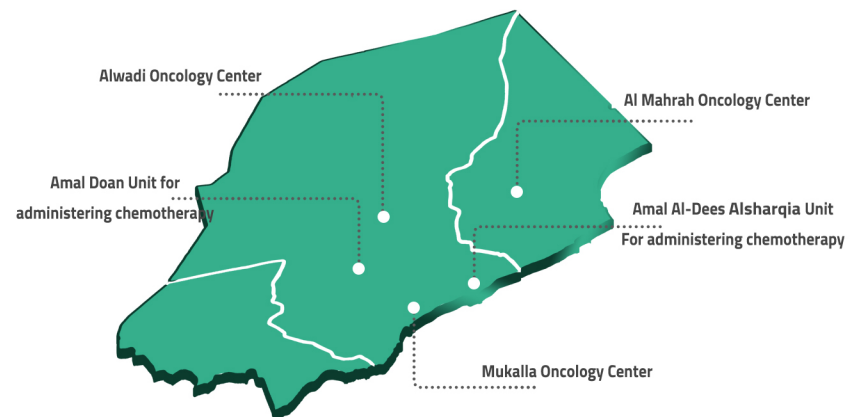 Alwadi Oncology Center
Al Mahrah Oncology Center
Amal Doan Unit for
administering chemotherapy
Amal Al-Dees Alsharqia Unit
For administering chemotherapy
Mukalla Oncology Center